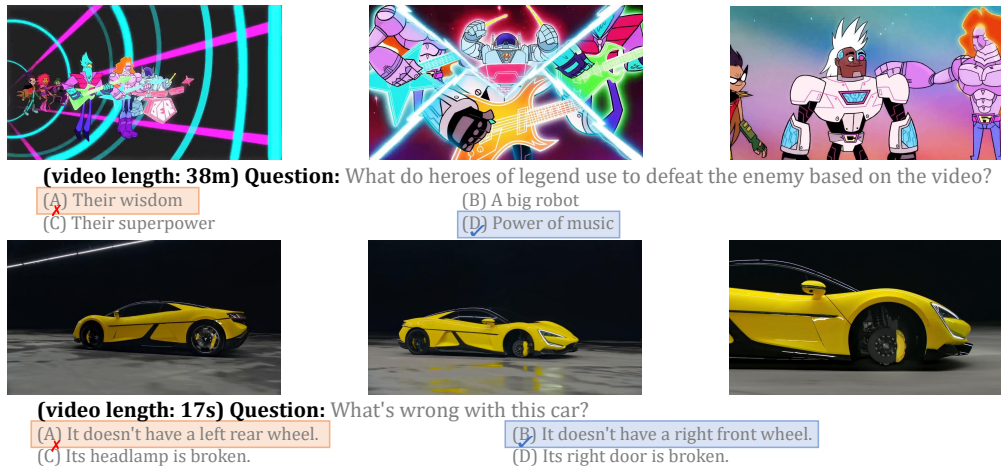 (video length: 38m) Question: What do heroes of legend use to defeat the enemy based on the video?
(A) Their wisdom (B) A big robot
(C) Their superpower (D) Power of music
(video length: 17s) Question: What's wrong with this car?
(A) It doesn't have a left rear wheel. (B) It doesn't have a right front wheel.
(C) Its headlamp is broken. (D) Its right door is broken.